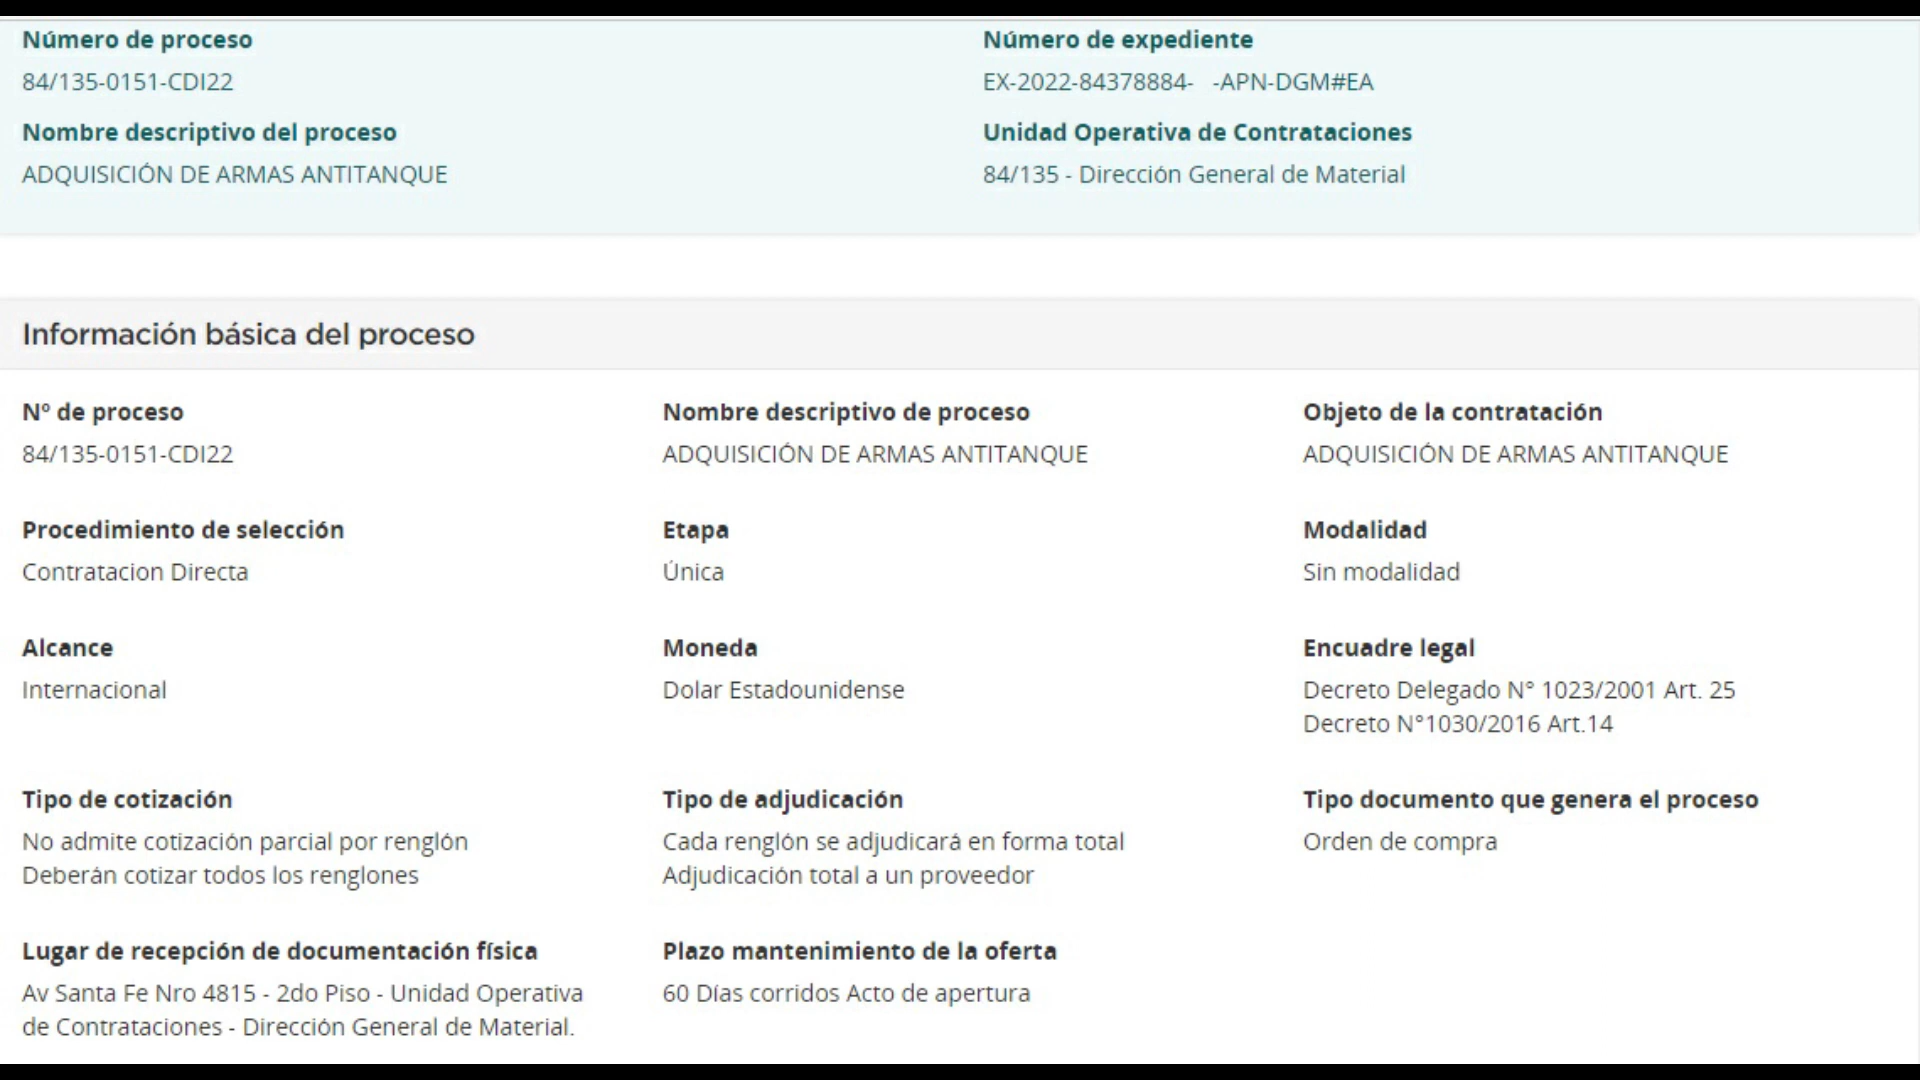 Número de proceso
84/135-0151-CDI22
Número de expediente
EX-2022-84378884- -APN-DGM#EA
Nombre descriptivo del proceso
ADQUISICIÓN DE ARMAS ANTITANQUE
Unidad Operativa de Contrataciones
84/135 - Dirección General de Material
Información básica del proceso
Nº de proceso
84/135-0151-CDI22
Nombre descriptivo de proceso
ADQUISICIÓN DE ARMAS ANTITANQUE
Objeto de la contratación
ADQUISICIÓN DE ARMAS ANTITANQUE
Procedimiento de selección
Contratacion Directa
Etapa
Única
Modalidad
Sin modalidad
Alcance
Internacional
Moneda
Dolar Estadounidense
Encuadre legal
Decreto Delegado N° 1023/2001 Art. 25
Decreto N°1030/2016 Art.14
Tipo de cotización
No admite cotización parcial por renglón
Deberán cotizar todos los renglones
Tipo de adjudicación
Cada renglón se adjudicará en forma total
Adjudicación total a un proveedor
Tipo documento que genera el proceso
Orden de compra
Lugar de recepción de documentación física
Av Santa Fe Nro 4815 - 2do Piso - Unidad Operativa
de Contrataciones - Dirección General de Material.
Plazo mantenimiento de la oferta
60 Días corridos Acto de apertura